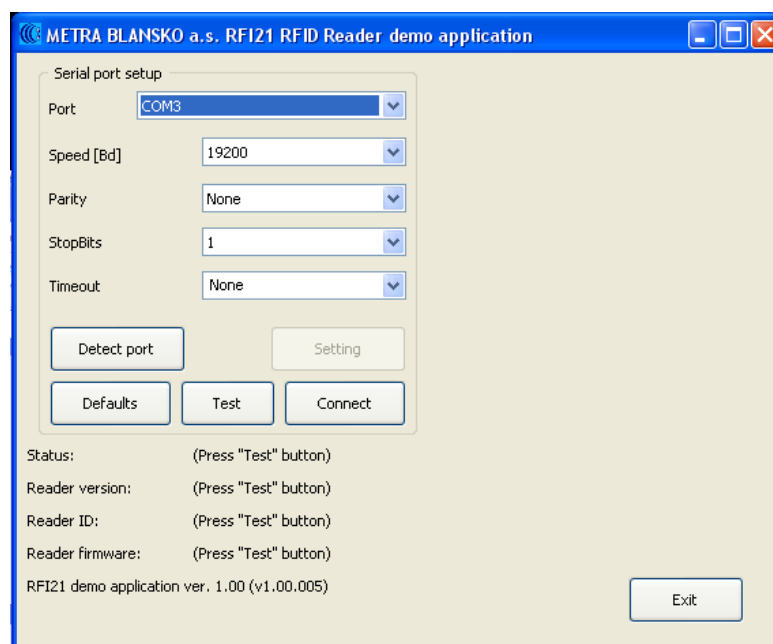 METRA BLANSKO a.s. RFI21 RFID Reader demo application
Serial port setup
Port COM3
Speed [Bd] 19200
Parity None
StopBits 1
Timeout None
Detect port Setting
Defaults Test Connect
Status: (Press "Test" button)
Reader version: (Press "Test" button)
Reader ID: (Press "Test" button)
Reader firmware: (Press "Test" button)
RFI21 demo application ver. 1.00 (v1.00.005)
Exit